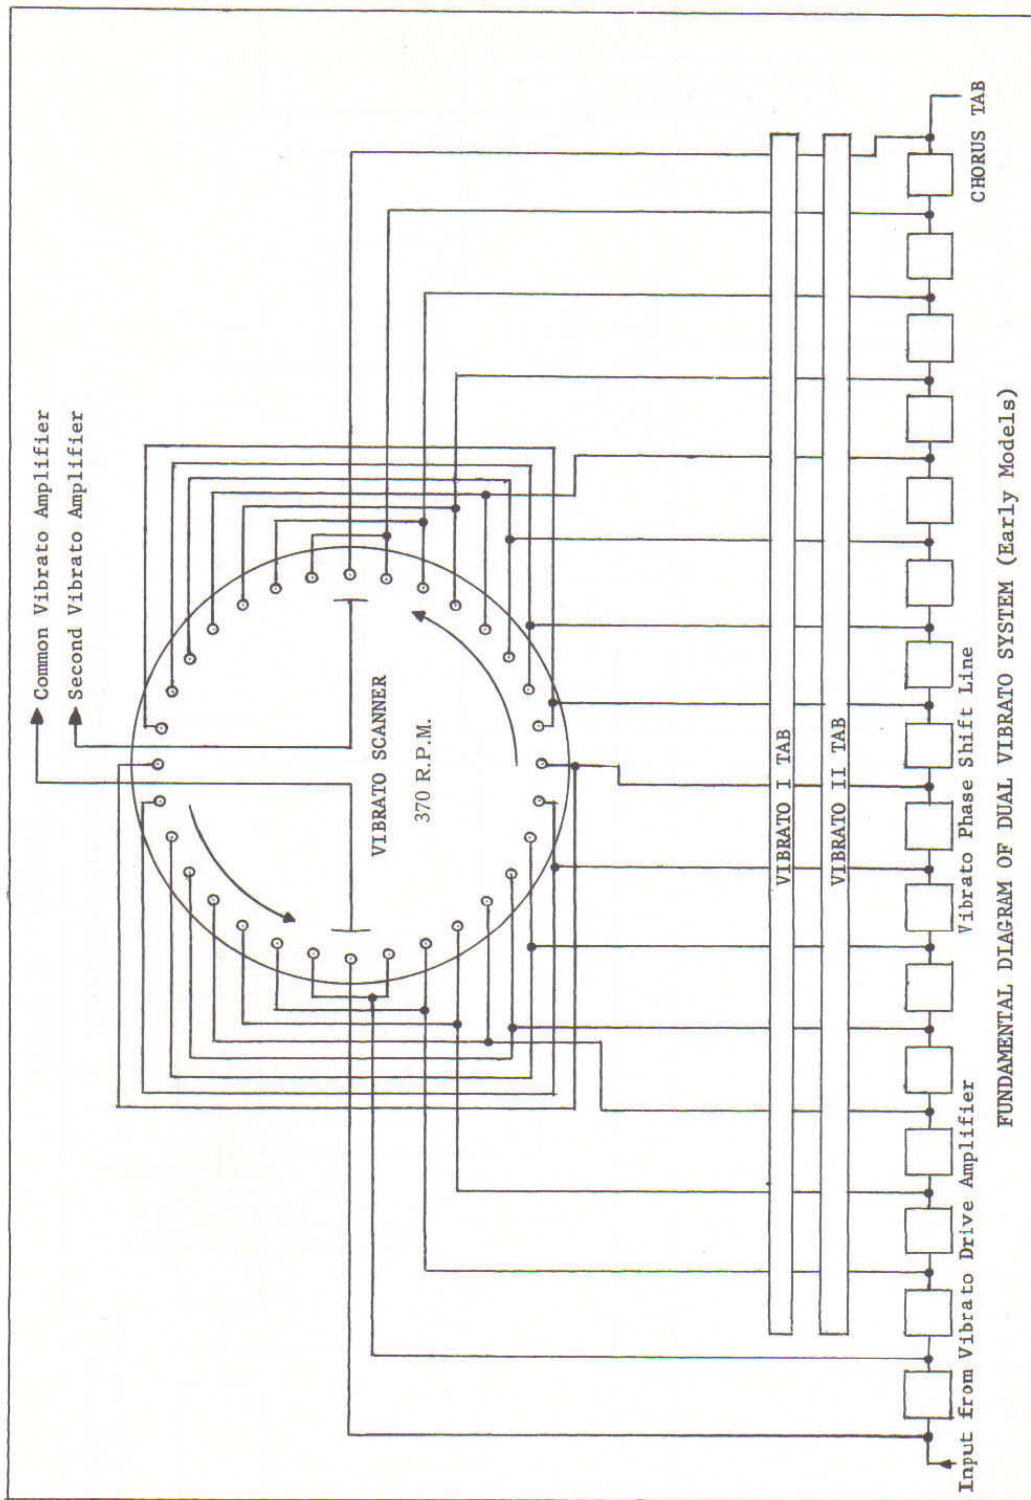 Common Vibrato Amplifier
Second Vibrato Amplifier
VIBRATO SCANNER
370 R.P.M.
VIBRATO I TAB
VIBRATO II TAB
CHORUS TAB
Vibrato Phase Shift Line
Input from Vibrato Drive Amplifier
FUNDAMENTAL DIAGRAM OF DUAL VIBRATO SYSTEM (Early Models)